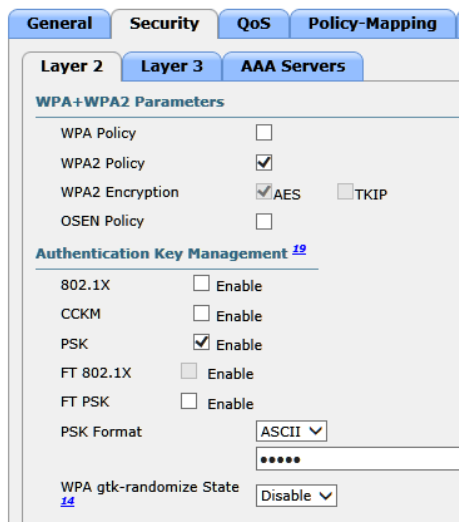 General Security QoS Policy-Mapping
Layer 2 Layer 3 AAA Servers
WPA+WPA2 Parameters
WPA Policy
WPA2 Policy
WPA2 Encryption AES TKIP
OSEN Policy
Authentication Key Management 19
802.1X Enable
CCKM Enable
PSK Enable
FT 802.1X Enable
FT PSK Enable
PSK Format ASCII
•••••
WPA gtk-randomize State
14 Disable